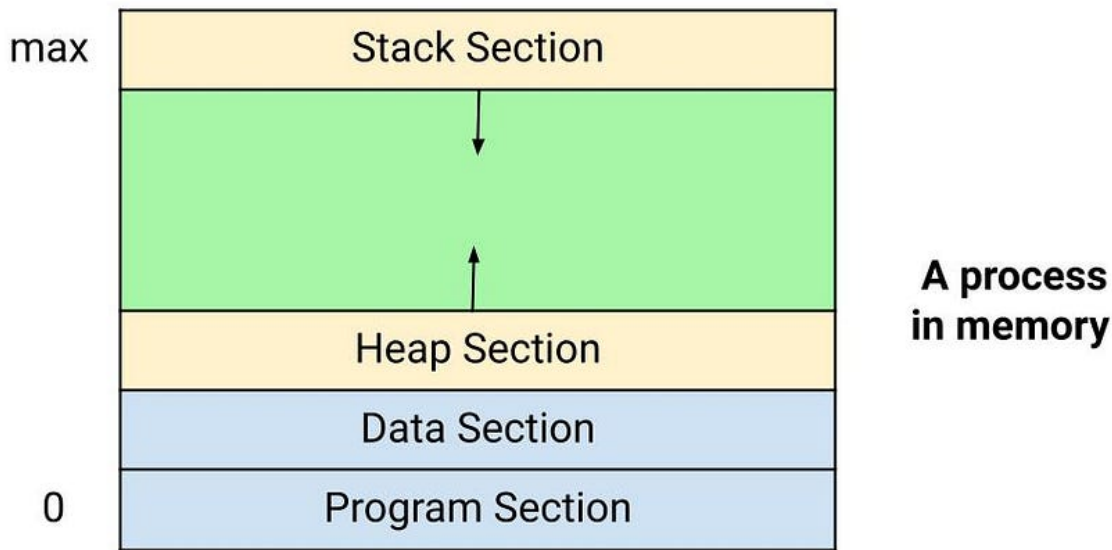 max
Stack Section
Heap Section
Data Section
0
Program Section
A process
in memory